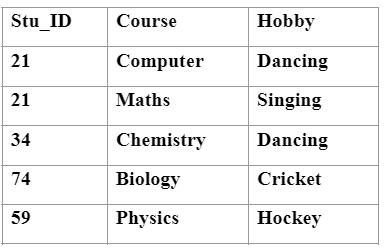 Stu_ID Course Hobby
21 Computer Dancing
21 Maths Singing
34 Chemistry Dancing
74 Biology Cricket
59 Physics Hockey